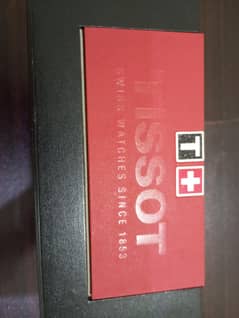 T+
TISSOT
SWISS WATCHES SINCE 1853